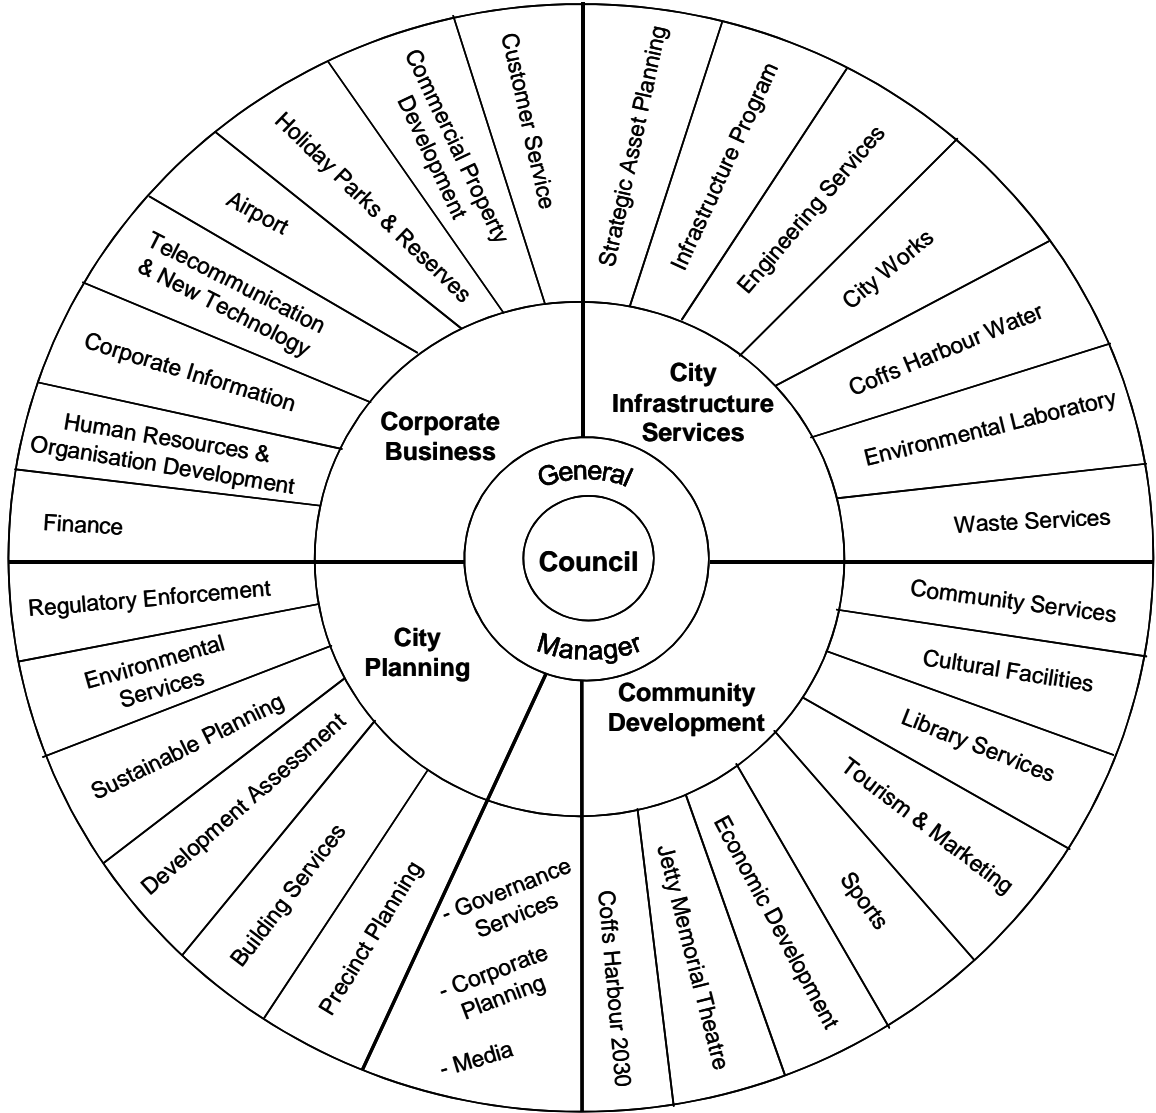 Council
General
Manager
City
Infrastructure
Services
Strategic Asset Planning
Infrastructure Program
Engineering Services
City Works
Coffs Harbour Water
Environmental Laboratory
Waste Services
Community
Development
Community Services
Cultural Facilities
Library Services
Tourism & Marketing
Sports
Economic Development
Jetty Memorial Theatre
Coffs Harbour 2030
- Governance
Services
- Corporate
Planning
- Media
City
Planning
Precinct Planning
Building Services
Development Assessment
Sustainable Planning
Environmental
Services
Regulatory Enforcement
Corporate
Business
Finance
Human Resources &
Organisation Development
Corporate Information
Telecommunication
& New Technology
Airport
Holiday Parks & Reserves
Commercial Property
Development
Customer Service